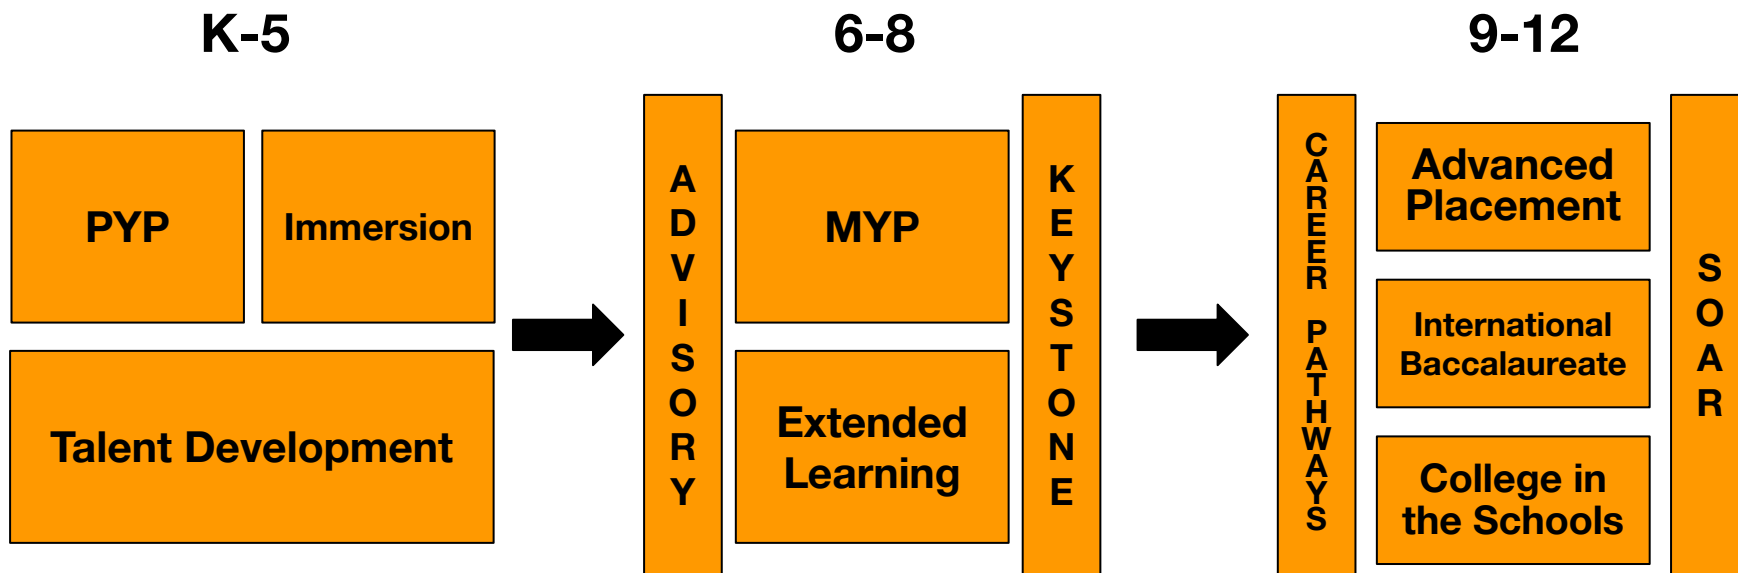 K-5
PYP
Immersion
Talent Development
6-8
ADVISORY
MYP
Extended
Learning
KEYSTONE
9-12
CAREER PATHWAYS
Advanced
Placement
International
Baccalaureate
College in
the Schools
SOAR